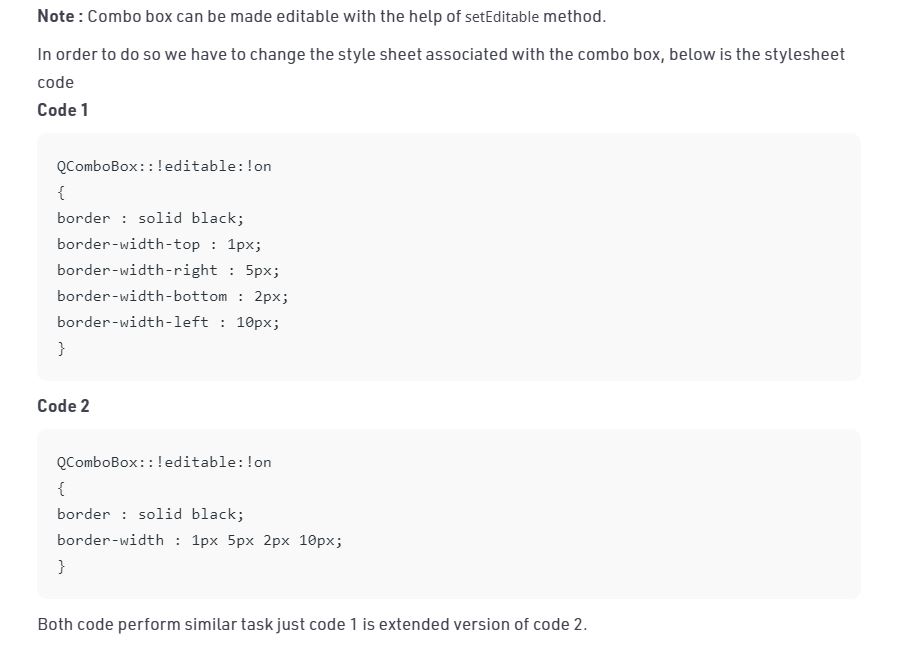 Note : Combo box can be made editable with the help of setEditable method.
In order to do so we have to change the style sheet associated with the combo box, below is the stylesheet
code
Code 1
QComboBox::!editable:!on
{
border : solid black;
border-width-top : 1px;
border-width-right : 5px;
border-width-bottom : 2px;
border-width-left : 10px;
}
Code 2
QComboBox::!editable:!on
{
border : solid black;
border-width : 1px 5px 2px 10px;
}
Both code perform similar task just code 1 is extended version of code 2.